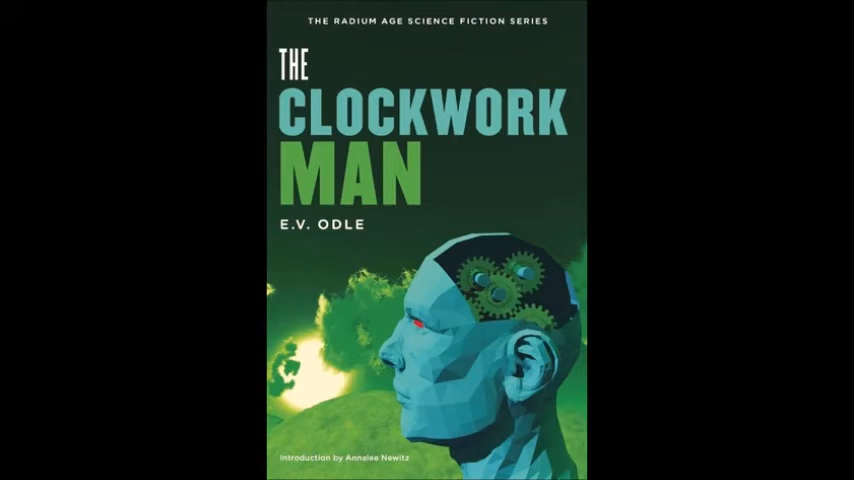 THE RADIUM AGE SCIENCE FICTION SERIES
THE
CLOCKWORK
MAN
E.V. ODLE
Introduction by Annalee Newitz